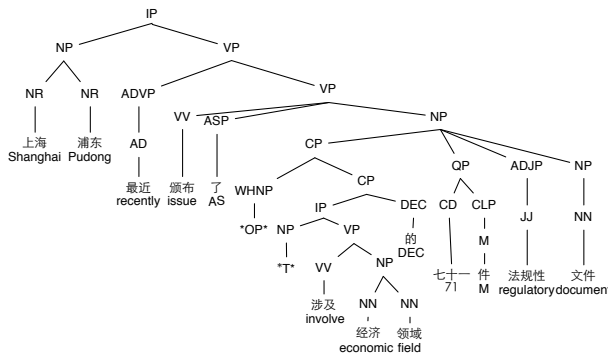 IP
NP VP
NR NR ADVP VP
VV ASP NP
上海 浦东 AD CP QP ADJP NP
Shanghai Pudong
最近 颁布 了 WHNP CP CD CLP JJ NN
recently issue AS
*OP* IP DEC M
NP VP 的
DEC
*T* VV NP 七十一 件 法规性 文件
71 M regulatory document
涉及 NN NN
involve
经济 领域
economic field